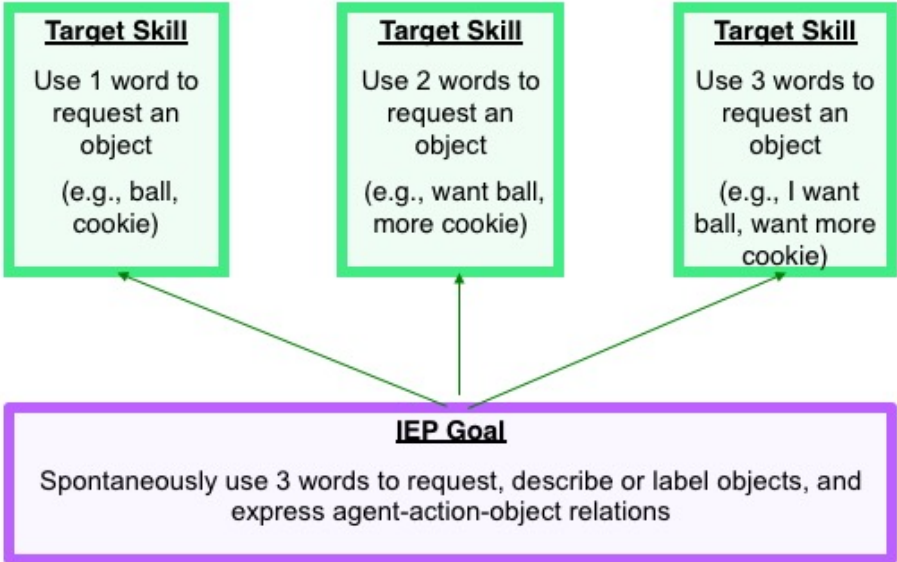 Target Skill
Use 1 word to
request an
object
(e.g., ball,
cookie)
Target Skill
Use 2 words to
request an
object
(e.g., want ball,
more cookie)
Target Skill
Use 3 words to
request an
object
(e.g., I want
ball, want more
cookie)
IEP Goal
Spontaneously use 3 words to request, describe or label objects, and
express agent-action-object relations